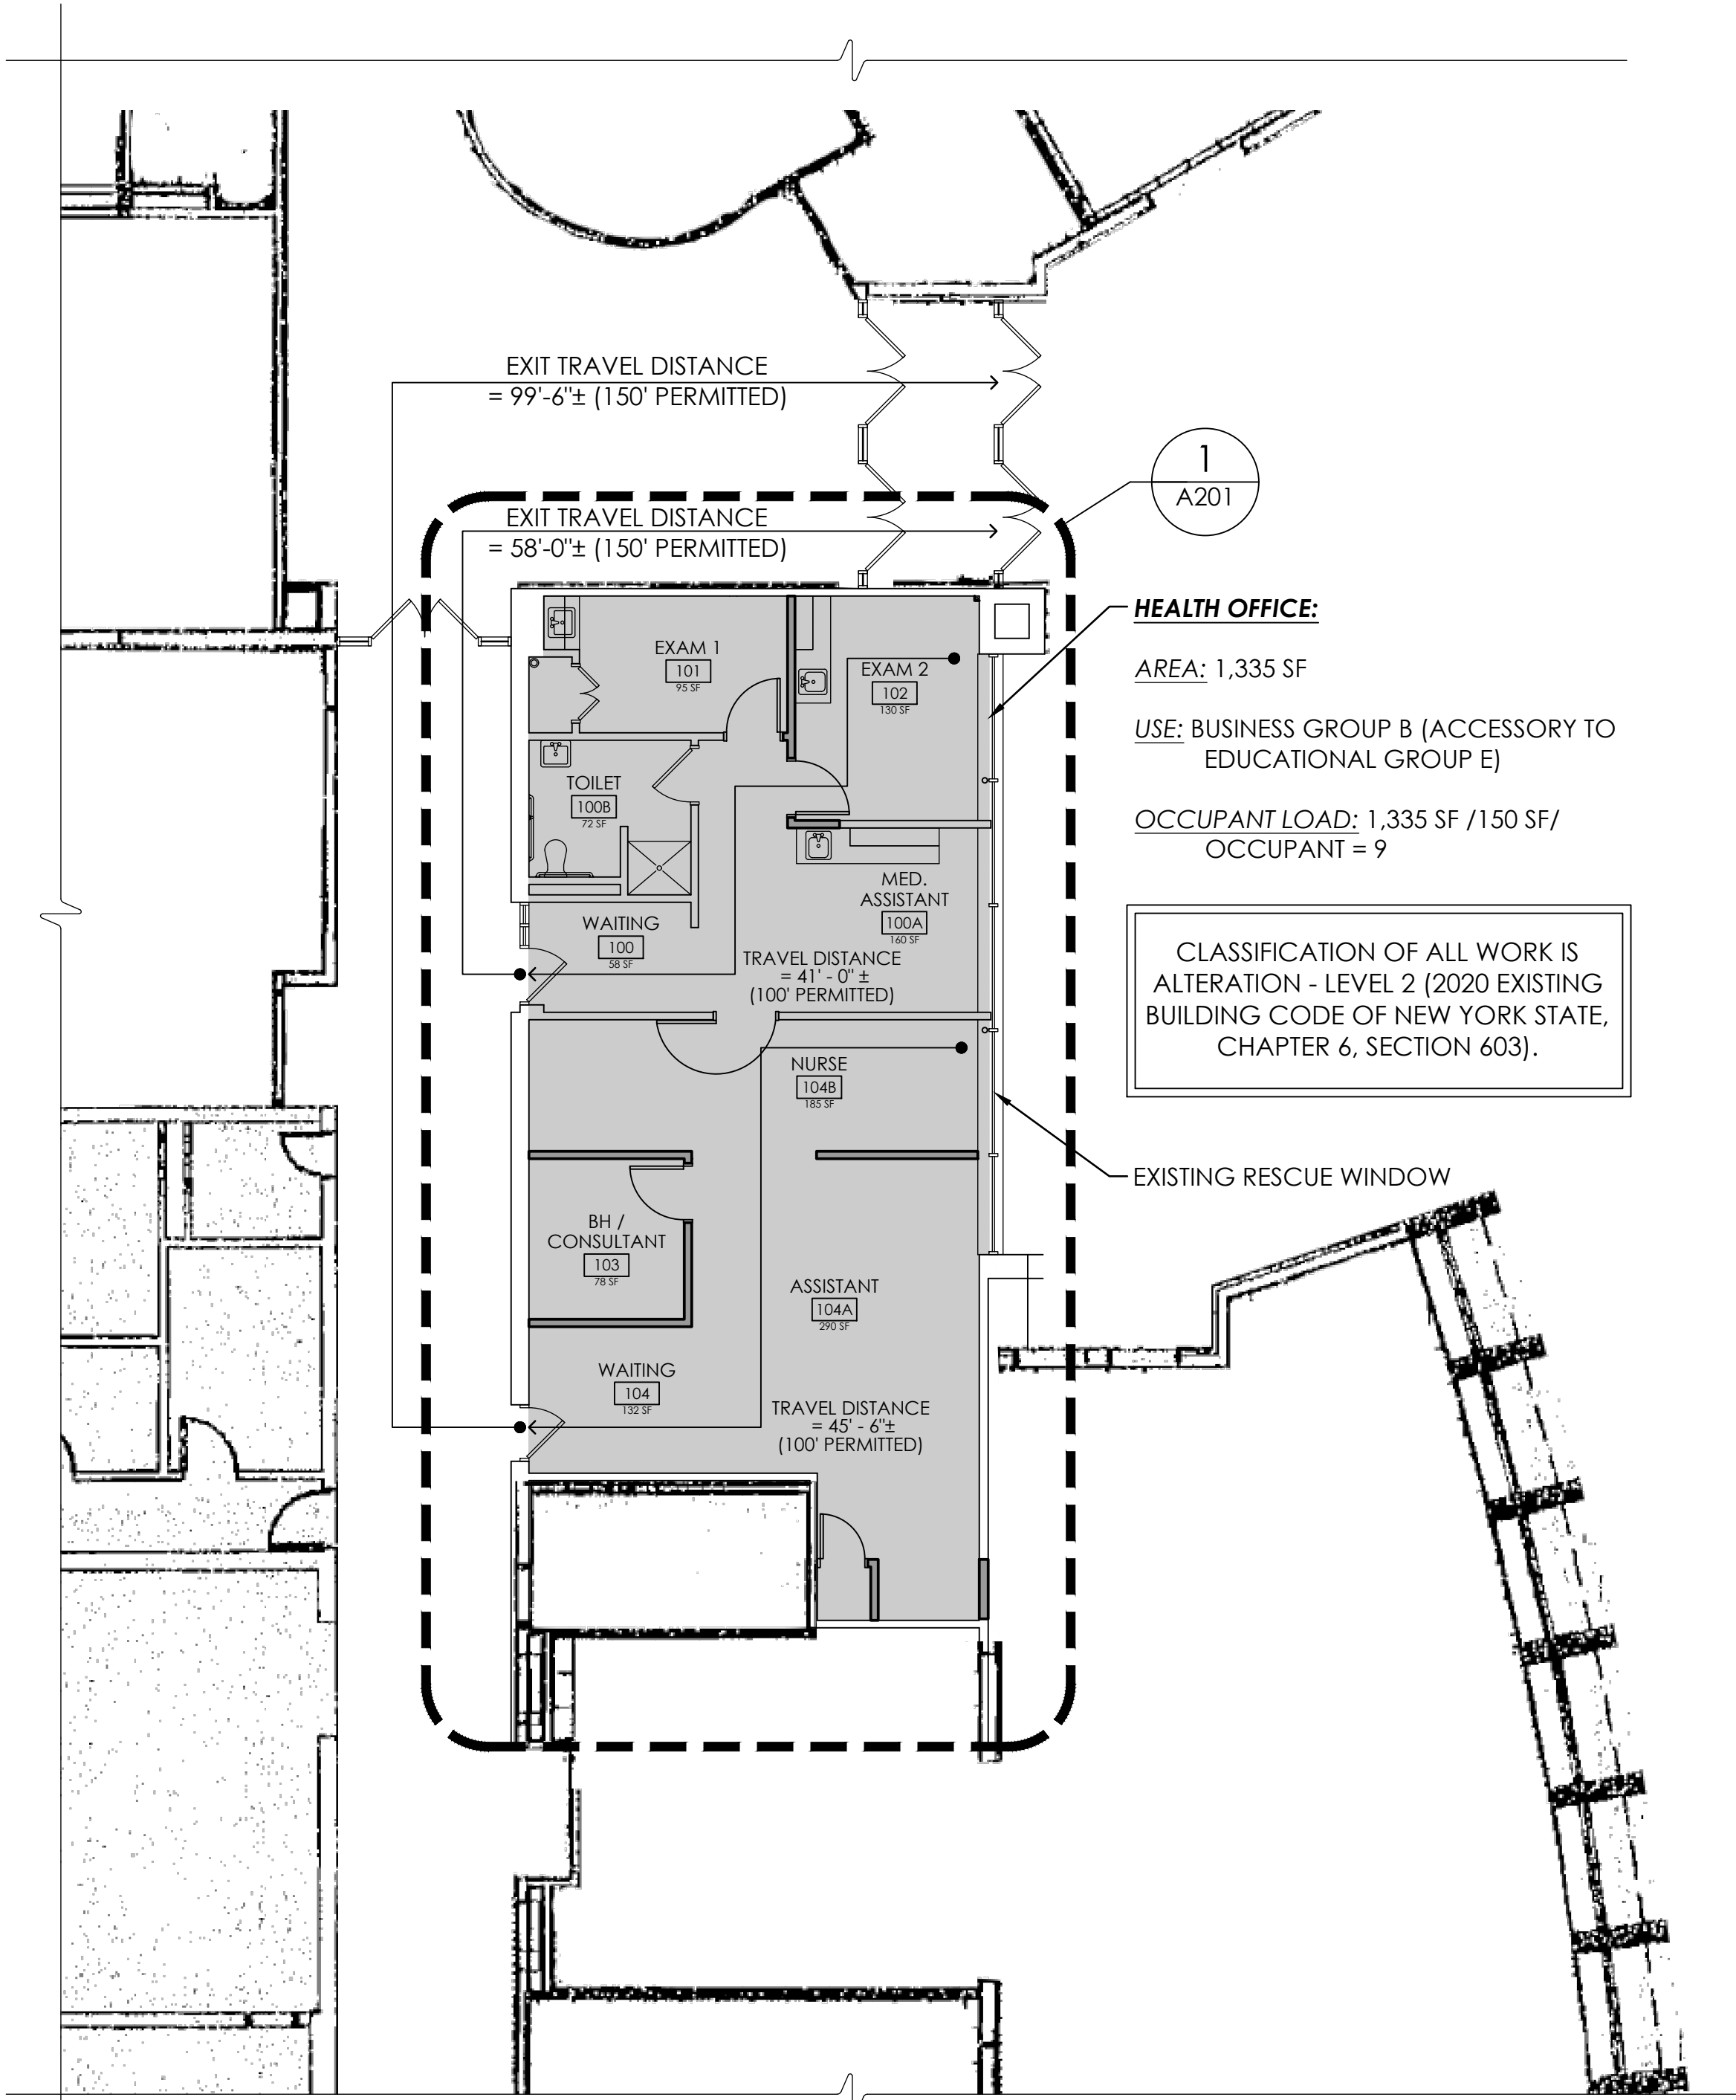 EXIT TRAVEL DISTANCE
= 99'-6"± (150' PERMITTED)
1
A201
EXIT TRAVEL DISTANCE
= 58'-0"± (150' PERMITTED)
HEALTH OFFICE:
AREA: 1,335 SF
USE: BUSINESS GROUP B (ACCESSORY TO
EDUCATIONAL GROUP E)
OCCUPANT LOAD: 1,335 SF /150 SF/
OCCUPANT = 9
EXAM 1
101
95 SF
EXAM 2
102
130 SF
TOILET
100B
72 SF
MED.
ASSISTANT
100A
160 SF
WAITING
100
58 SF
TRAVEL DISTANCE
= 41' - 0" ±
(100' PERMITTED)
CLASSIFICATION OF ALL WORK IS
ALTERATION - LEVEL 2 (2020 EXISTING
BUILDING CODE OF NEW YORK STATE,
CHAPTER 6, SECTION 603).
NURSE
104B
185 SF
EXISTING RESCUE WINDOW
BH /
CONSULTANT
103
78 SF
ASSISTANT
104A
290 SF
WAITING
104
132 SF
TRAVEL DISTANCE
= 45' - 6"±
(100' PERMITTED)